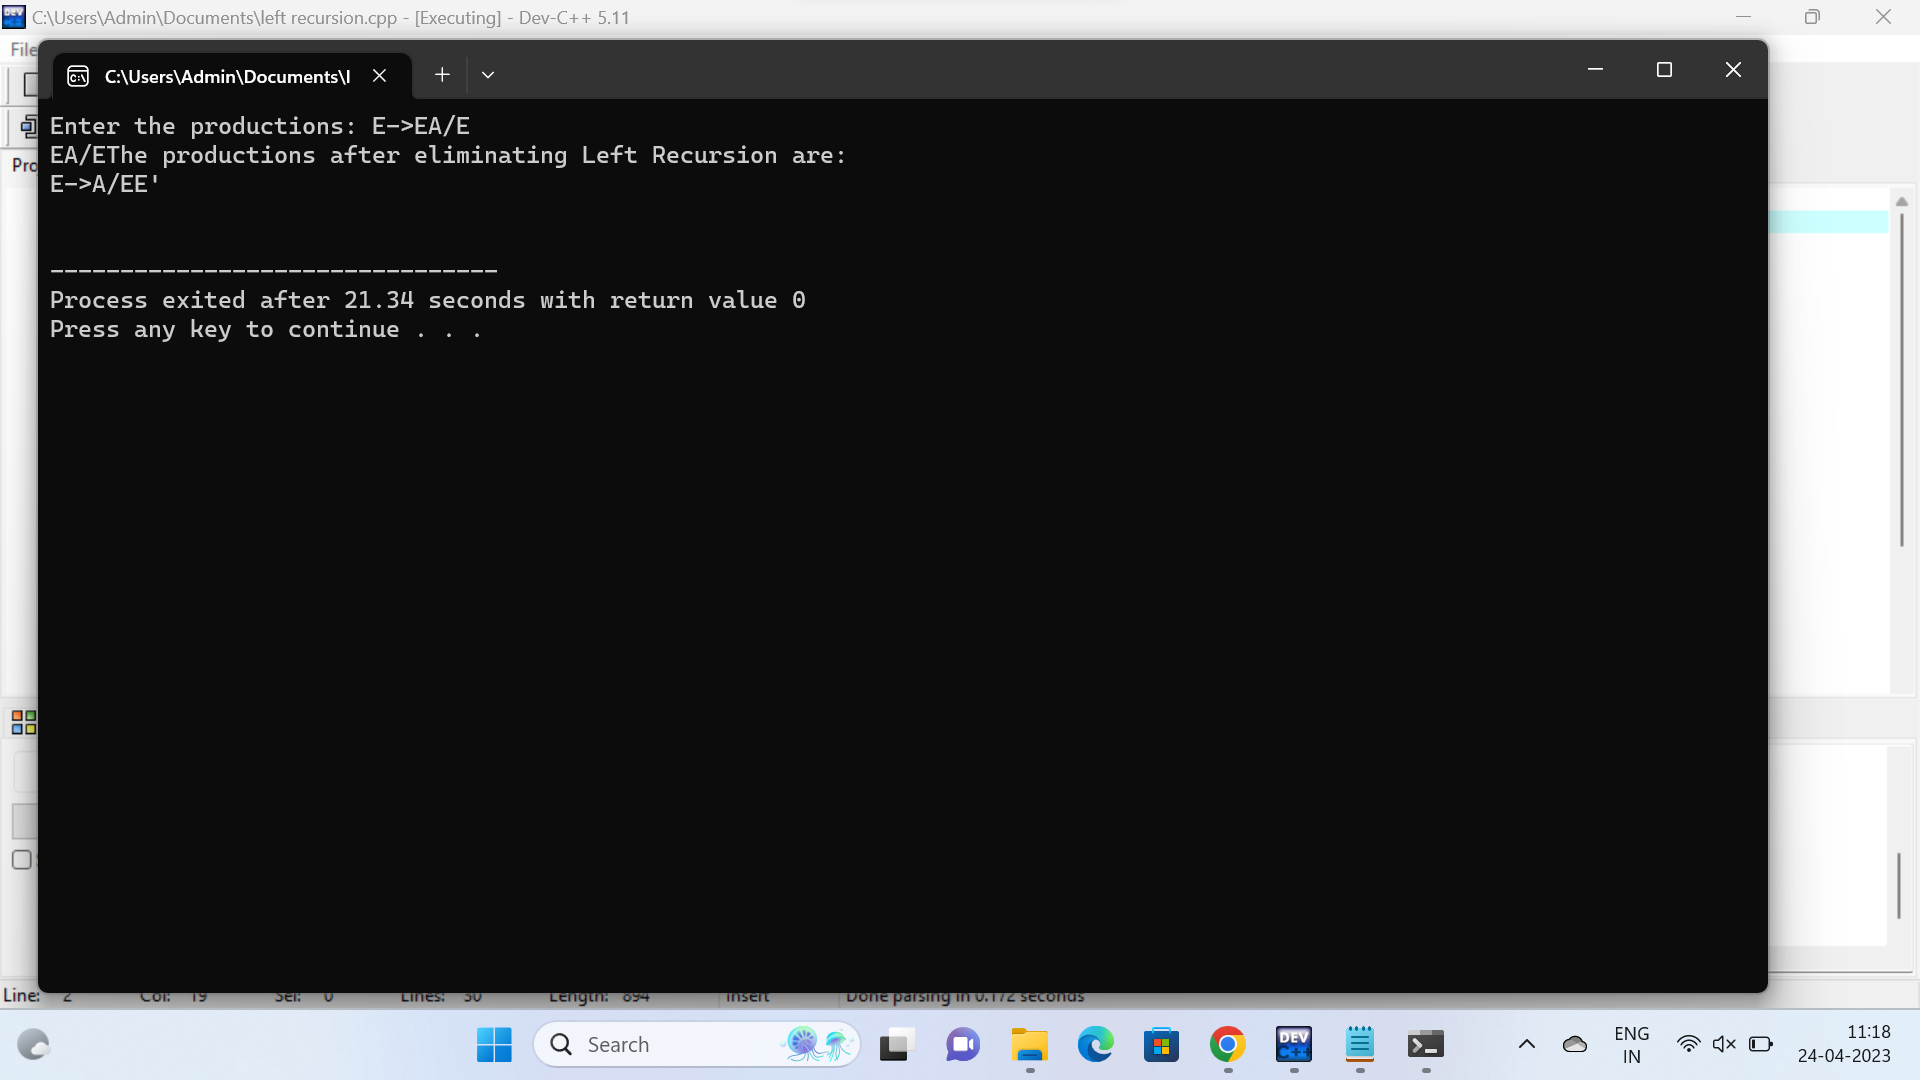 C:\Users\Admin\Documents\left recursion.cpp - [Executing] - Dev-C++ 5.11
File
C:\Users\Admin\Documents\l
Enter the productions: E->EA/E
EA/EThe productions after eliminating Left Recursion are:
E->A/EE'
--------------------------------
Process exited after 21.34 seconds with return value 0
Press any key to continue . . .
Line: 2 Col: 19 Sel: 0 Lines: 30 Length: 894 Insert Done parsing in 0.172 seconds
Search
DEV C++
ENG
IN
11:18
24-04-2023